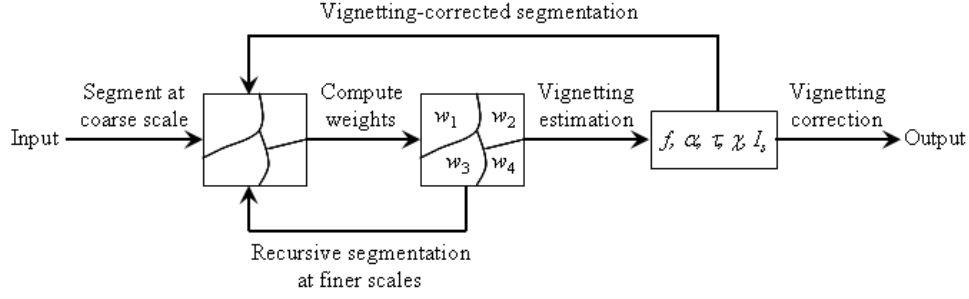 Vignetting-corrected segmentation
Segment at
coarse scale
Compute
weights
Vignetting
estimation
Vignetting
correction
Input
w₁
w₂
w₃
w₄
f, α, τ, χ, Iₛ
Output
Recursive segmentation
at finer scales